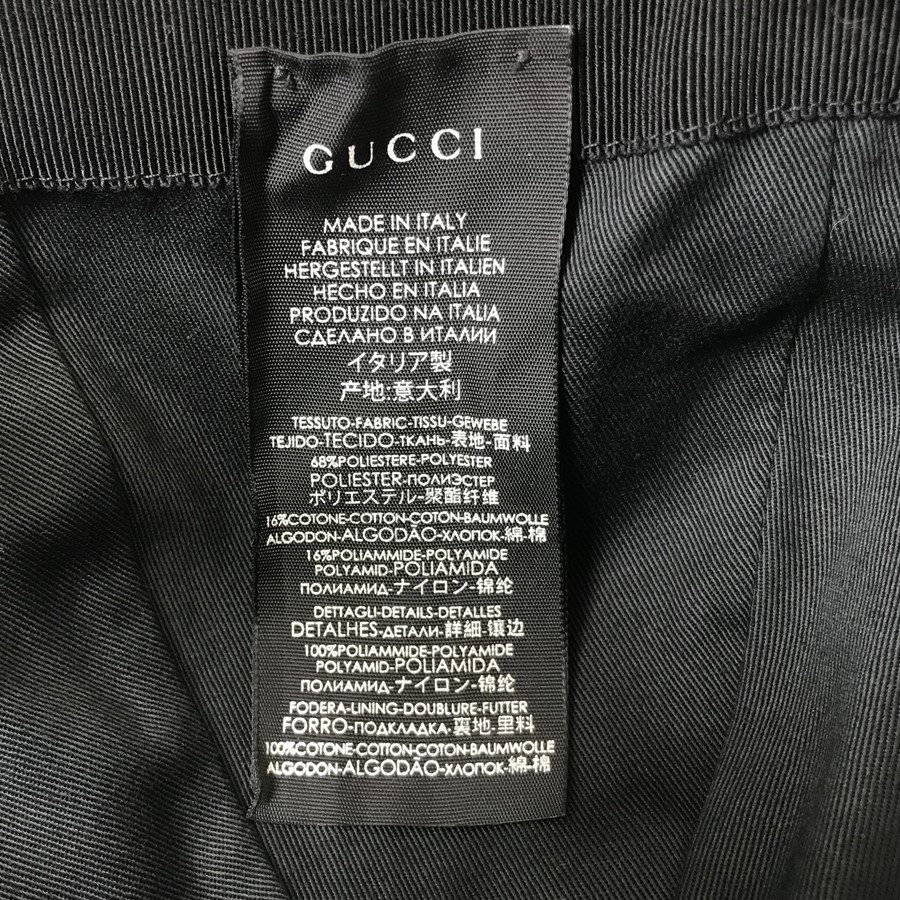 GUCCI
MADE IN ITALY
FABRIQUE EN ITALIE
HERGESTELLT IN ITALIEN
HECHO EN ITALIA
PRODUZIDO NA ITALIA
СДЕЛАНО В ИТАЛИИ
イタリア製
产地:意大利
TESSUTO-FABRIC-TISSU-GEWEBE
TEJIDO-TECIDO-ТКАНЬ-表地-面料
68%POLIESTERE-POLYESTER
POLIESTER-ПОЛИЭСТЕР
ポリエステル-聚酯纤维
16%COTONE-COTTON-COTON-BAUMWOLLE
ALGODON-ALGODÃO-ХЛОПОК-綿-棉
16%POLIAMMIDE-POLYAMIDE
POLYAMID-POLIAMIDA
ПОЛИАМИД-ナイロン-锦纶
DETTAGLI-DETAILS-DETALLES
DETALHES-ДЕТАЛИ-詳細-镶边
100%POLIAMMIDE-POLYAMIDE
POLYAMID-POLIAMIDA
ПОЛИАМИД-ナイロン-锦纶
FODERA-LINING-DOUBLURE-FUTTER
FORRO-ПОДКЛАДКА-裏地-里料
100%COTONE-COTTON-COTON-BAUMWOLLE
ALGODON-ALGODÃO-ХЛОПОК-綿-棉